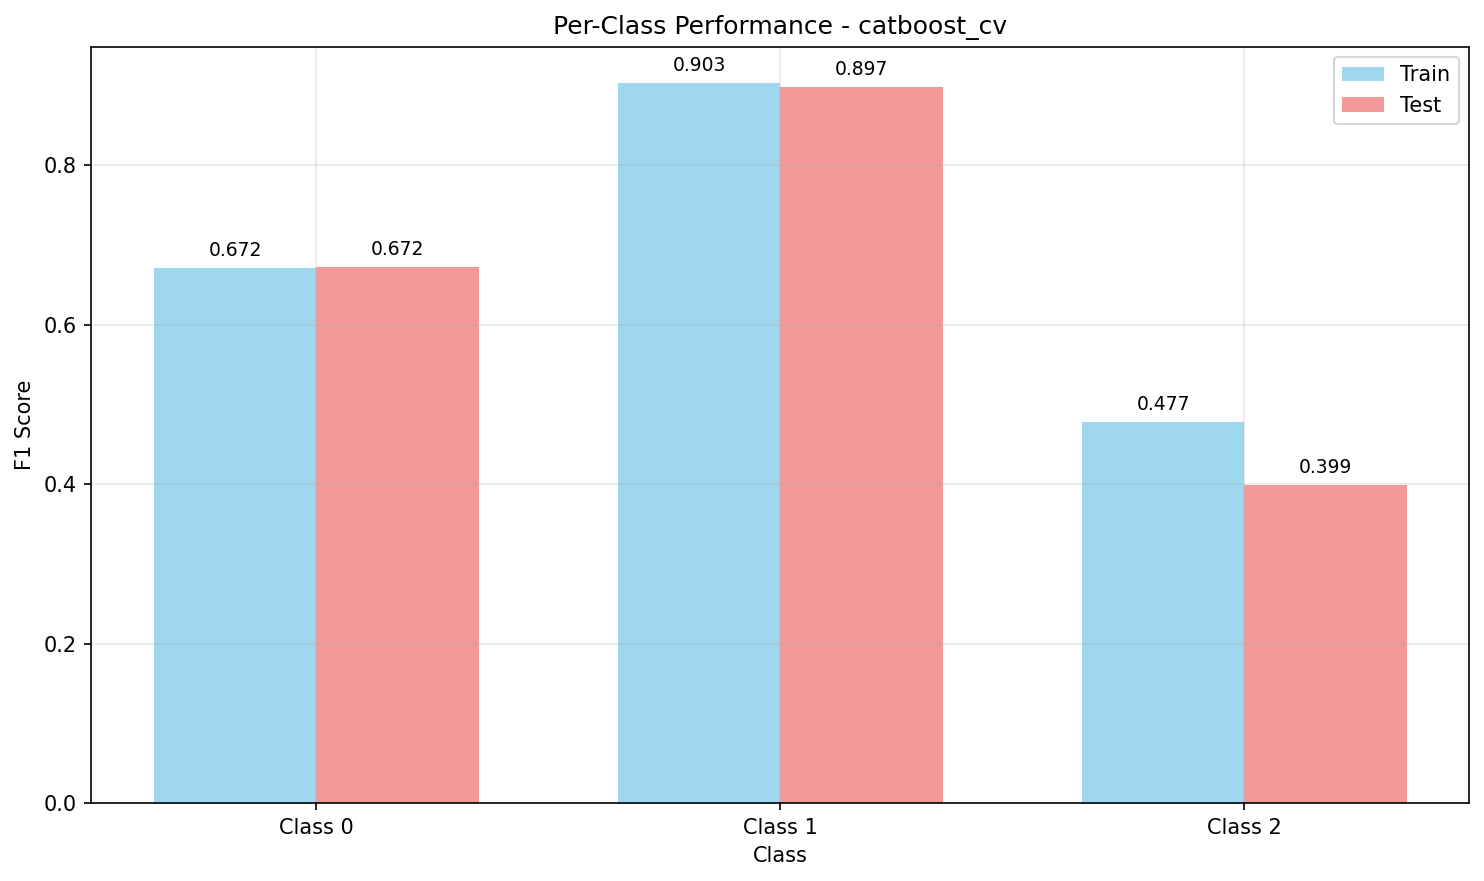 Per-Class Performance - catboost_cv
Train
Test
0.903
0.897
0.672
0.672
0.477
0.399
F1 Score
0.8
0.6
0.4
0.2
0.0
Class 0
Class 1
Class 2
Class